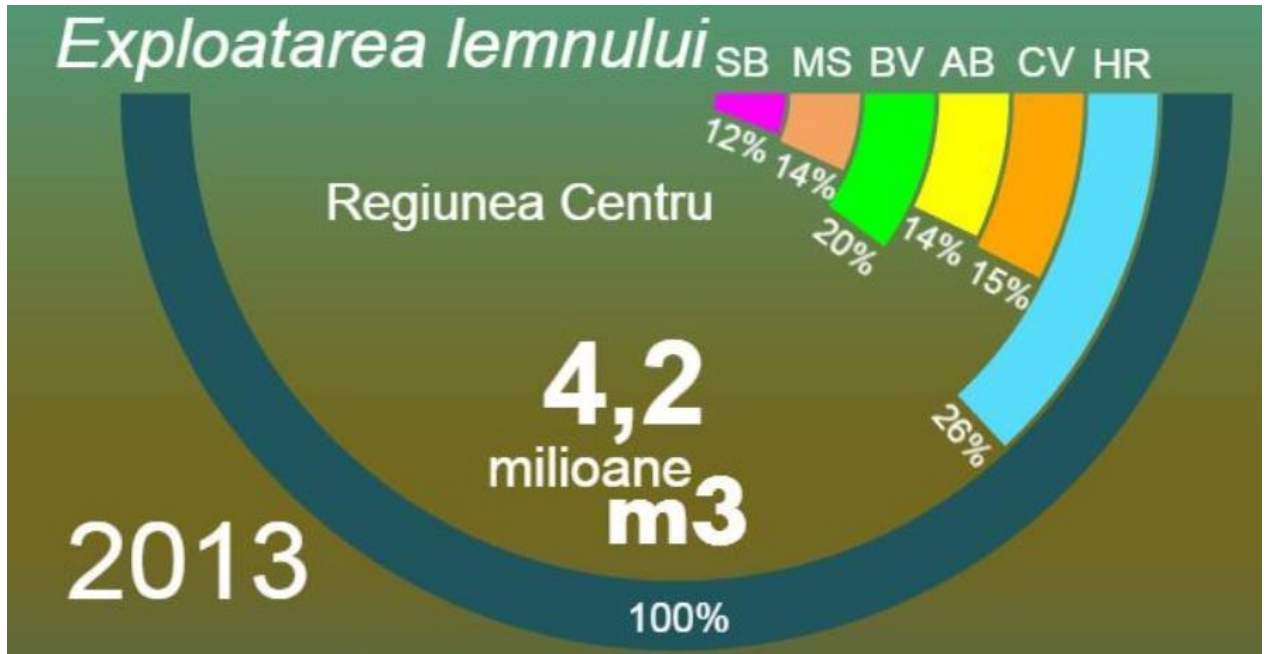 Exploatarea lemnului
SB MS BV AB CV HR
12% 14% 20% 14% 15% 26%
Regiunea Centru
4,2
milioane
m3
2013
100%